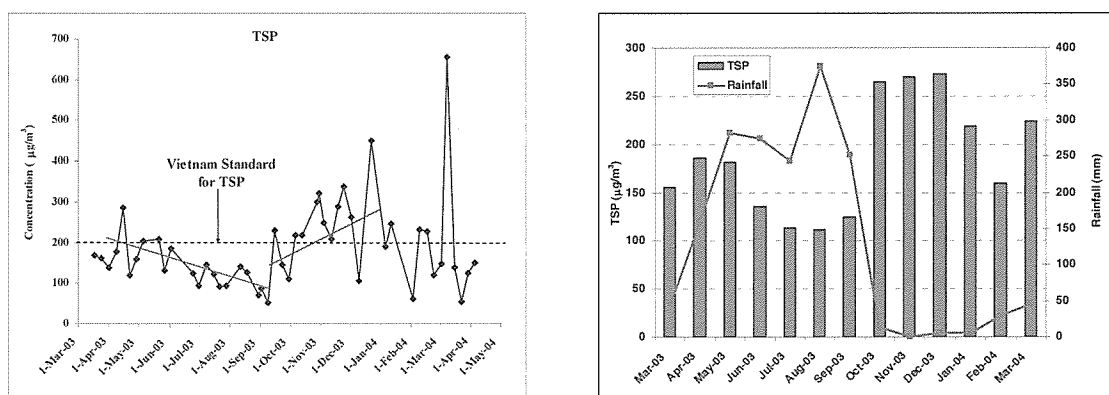 TSP
Concentration ( µg/m³)
700
600
500
400
300
200
100
0
Vietnam Standard
for TSP
1-Mar-03
1-Apr-03
1-May-03
1-Jun-03
1-Jul-03
1-Aug-03
1-Sep-03
1-Oct-03
1-Nov-03
1-Dec-03
1-Jan-04
1-Feb-04
1-Mar-04
1-Apr-04
1-May-04
TSP
Rainfall
TSP (µg/m³)
300
250
200
150
100
50
0
400
350
300
250
200
150
100
50
0
Rainfall (mm)
Mar-03
Apr-03
May-03
Jun-03
Jul-03
Aug-03
Sep-03
Oct-03
Nov-03
Dec-03
Jan-04
Feb-04
Mar-04